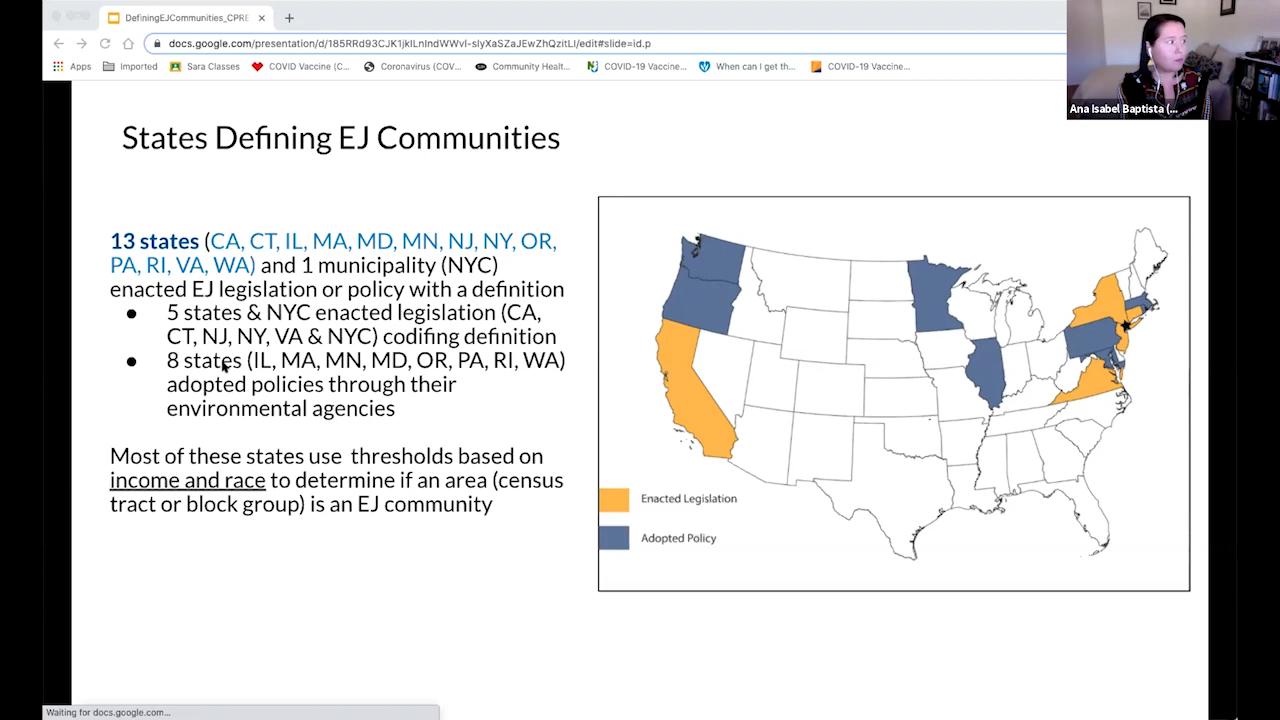 DefiningEJCommunities_CPRE
docs.google.com/presentation/d/185RRd93CJK1jkILnIndWWvI-slyXaSZaJEwZhQzitLI/edit#slide=id.p
Apps Imported Sara Classes COVID Vaccine (C... Coronavirus (COV... Community Healt... COVID-19 Vaccine... When can I get th... COVID-19 Vaccine...
Ana Isabel Baptista (...
States Defining EJ Communities
13 states (CA, CT, IL, MA, MD, MN, NJ, NY, OR,
PA, RI, VA, WA) and 1 municipality (NYC)
enacted EJ legislation or policy with a definition
● 5 states & NYC enacted legislation (CA,
CT, NJ, NY, VA & NYC) codifing definition
● 8 states (IL, MA, MN, MD, OR, PA, RI, WA)
adopted policies through their
environmental agencies
Most of these states use thresholds based on
income and race to determine if an area (census
tract or block group) is an EJ community
Enacted Legislation
Adopted Policy
Waiting for docs.google.com...